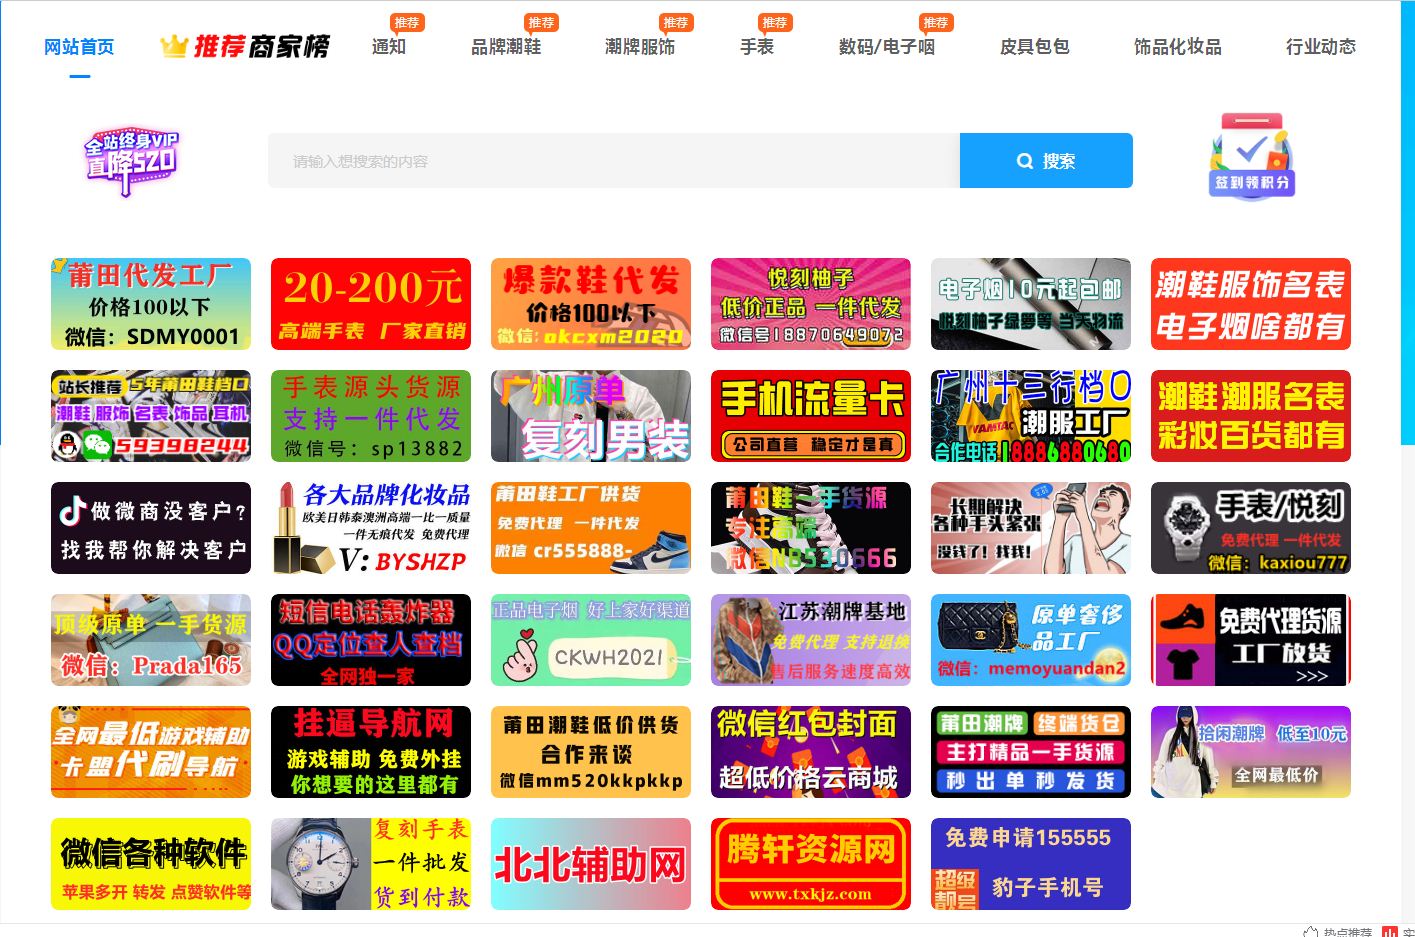 推荐
推荐
推荐
推荐
推荐
网站首页
推荐商家榜
通知
品牌潮鞋
潮牌服饰
手表
数码/电子烟
皮具包包
饰品化妆品
行业动态
全站终身VIP
直降520
请输入想搜索的内容
搜索
签到领积分
莆田代发工厂
价格100以下
微信：SDMY0001
20-200元
高端手表 厂家直销
爆款鞋代发
价格100以下
微信:okcxm2020
悦刻柚子
低价正品 一件代发
微信号18870649072
电子烟10元起包邮
悦刻柚子绿萝等 当天物流
潮鞋服饰名表
电子烟啥都有
站长推荐 5年莆田鞋档口
潮鞋 服饰 名表 饰品 耳机
59398244
手表源头货源
支持一件代发
微信号：sp13882
广州原单
复刻男装
手机流量卡
公司直营 稳定才是真
广州十三行档口
VAMTAC
潮服工厂
合作电话18886880680
潮鞋潮服名表
彩妆百货都有
做微商没客户?
找我帮你解决客户
各大品牌化妆品
欧美日韩泰澳洲高端一比一质量
一件无痕代发 免费代理
V: BYSHZP
莆田鞋工厂供货
免费代理 一件代发
微信 cr555888-
莆田鞋一手货源
专注高端
微信N8530666
长期解决
各种手头紧张
没钱了! 找我!
手表/悦刻
免费代理 一件代发
微信：kaxiou777
顶级原单 一手货源
微信：Prada165
短信电话轰炸器
QQ定位查人查档
全网独一家
正品电子烟 好上家好渠道
CKWH2021
江苏潮牌基地
免费代理 支持退换
售后服务速度高效
原单奢侈
品工厂
微信：memoyuandan2
免费代理货源
工厂放货
>>>
全网最低游戏辅助
卡盟代刷导航
挂逼导航网
游戏辅助 免费外挂
你想要的这里都有
莆田潮鞋低价供货
合作来谈
微信mm520kkpkkp
微信红包封面
超低价格云商城
莆田潮牌 终端货仓
主打精品一手货源
秒出单秒发货
拾闲潮牌 低至10元
全网最低价
微信各种软件
苹果多开 转发 点赞软件等
复刻手表
一件批发
货到付款
北北辅助网
腾轩资源网
www.txkjz.com
免费申请155555
超级
靓号
豹子手机号
热点推荐